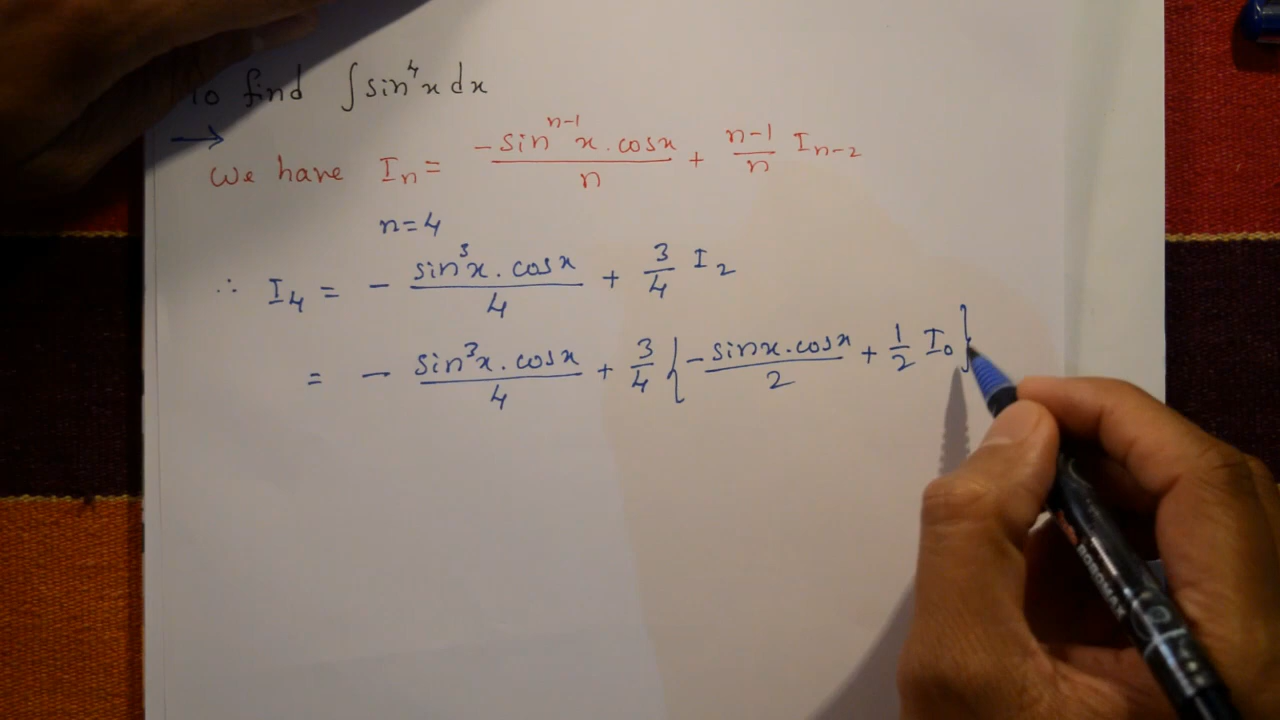 To find ∫sin⁴x dx
→
We have Iₙ = -sinⁿ⁻¹x . cosx / n + n-1 / n Iₙ₋₂
n=4
∴ I₄ = - sin³x . cosx / 4 + 3/4 I₂
= - sin³x . cosx / 4 + 3/4 { - sinx . cosx / 2 + 1/2 I₀ }
ROBOMAX